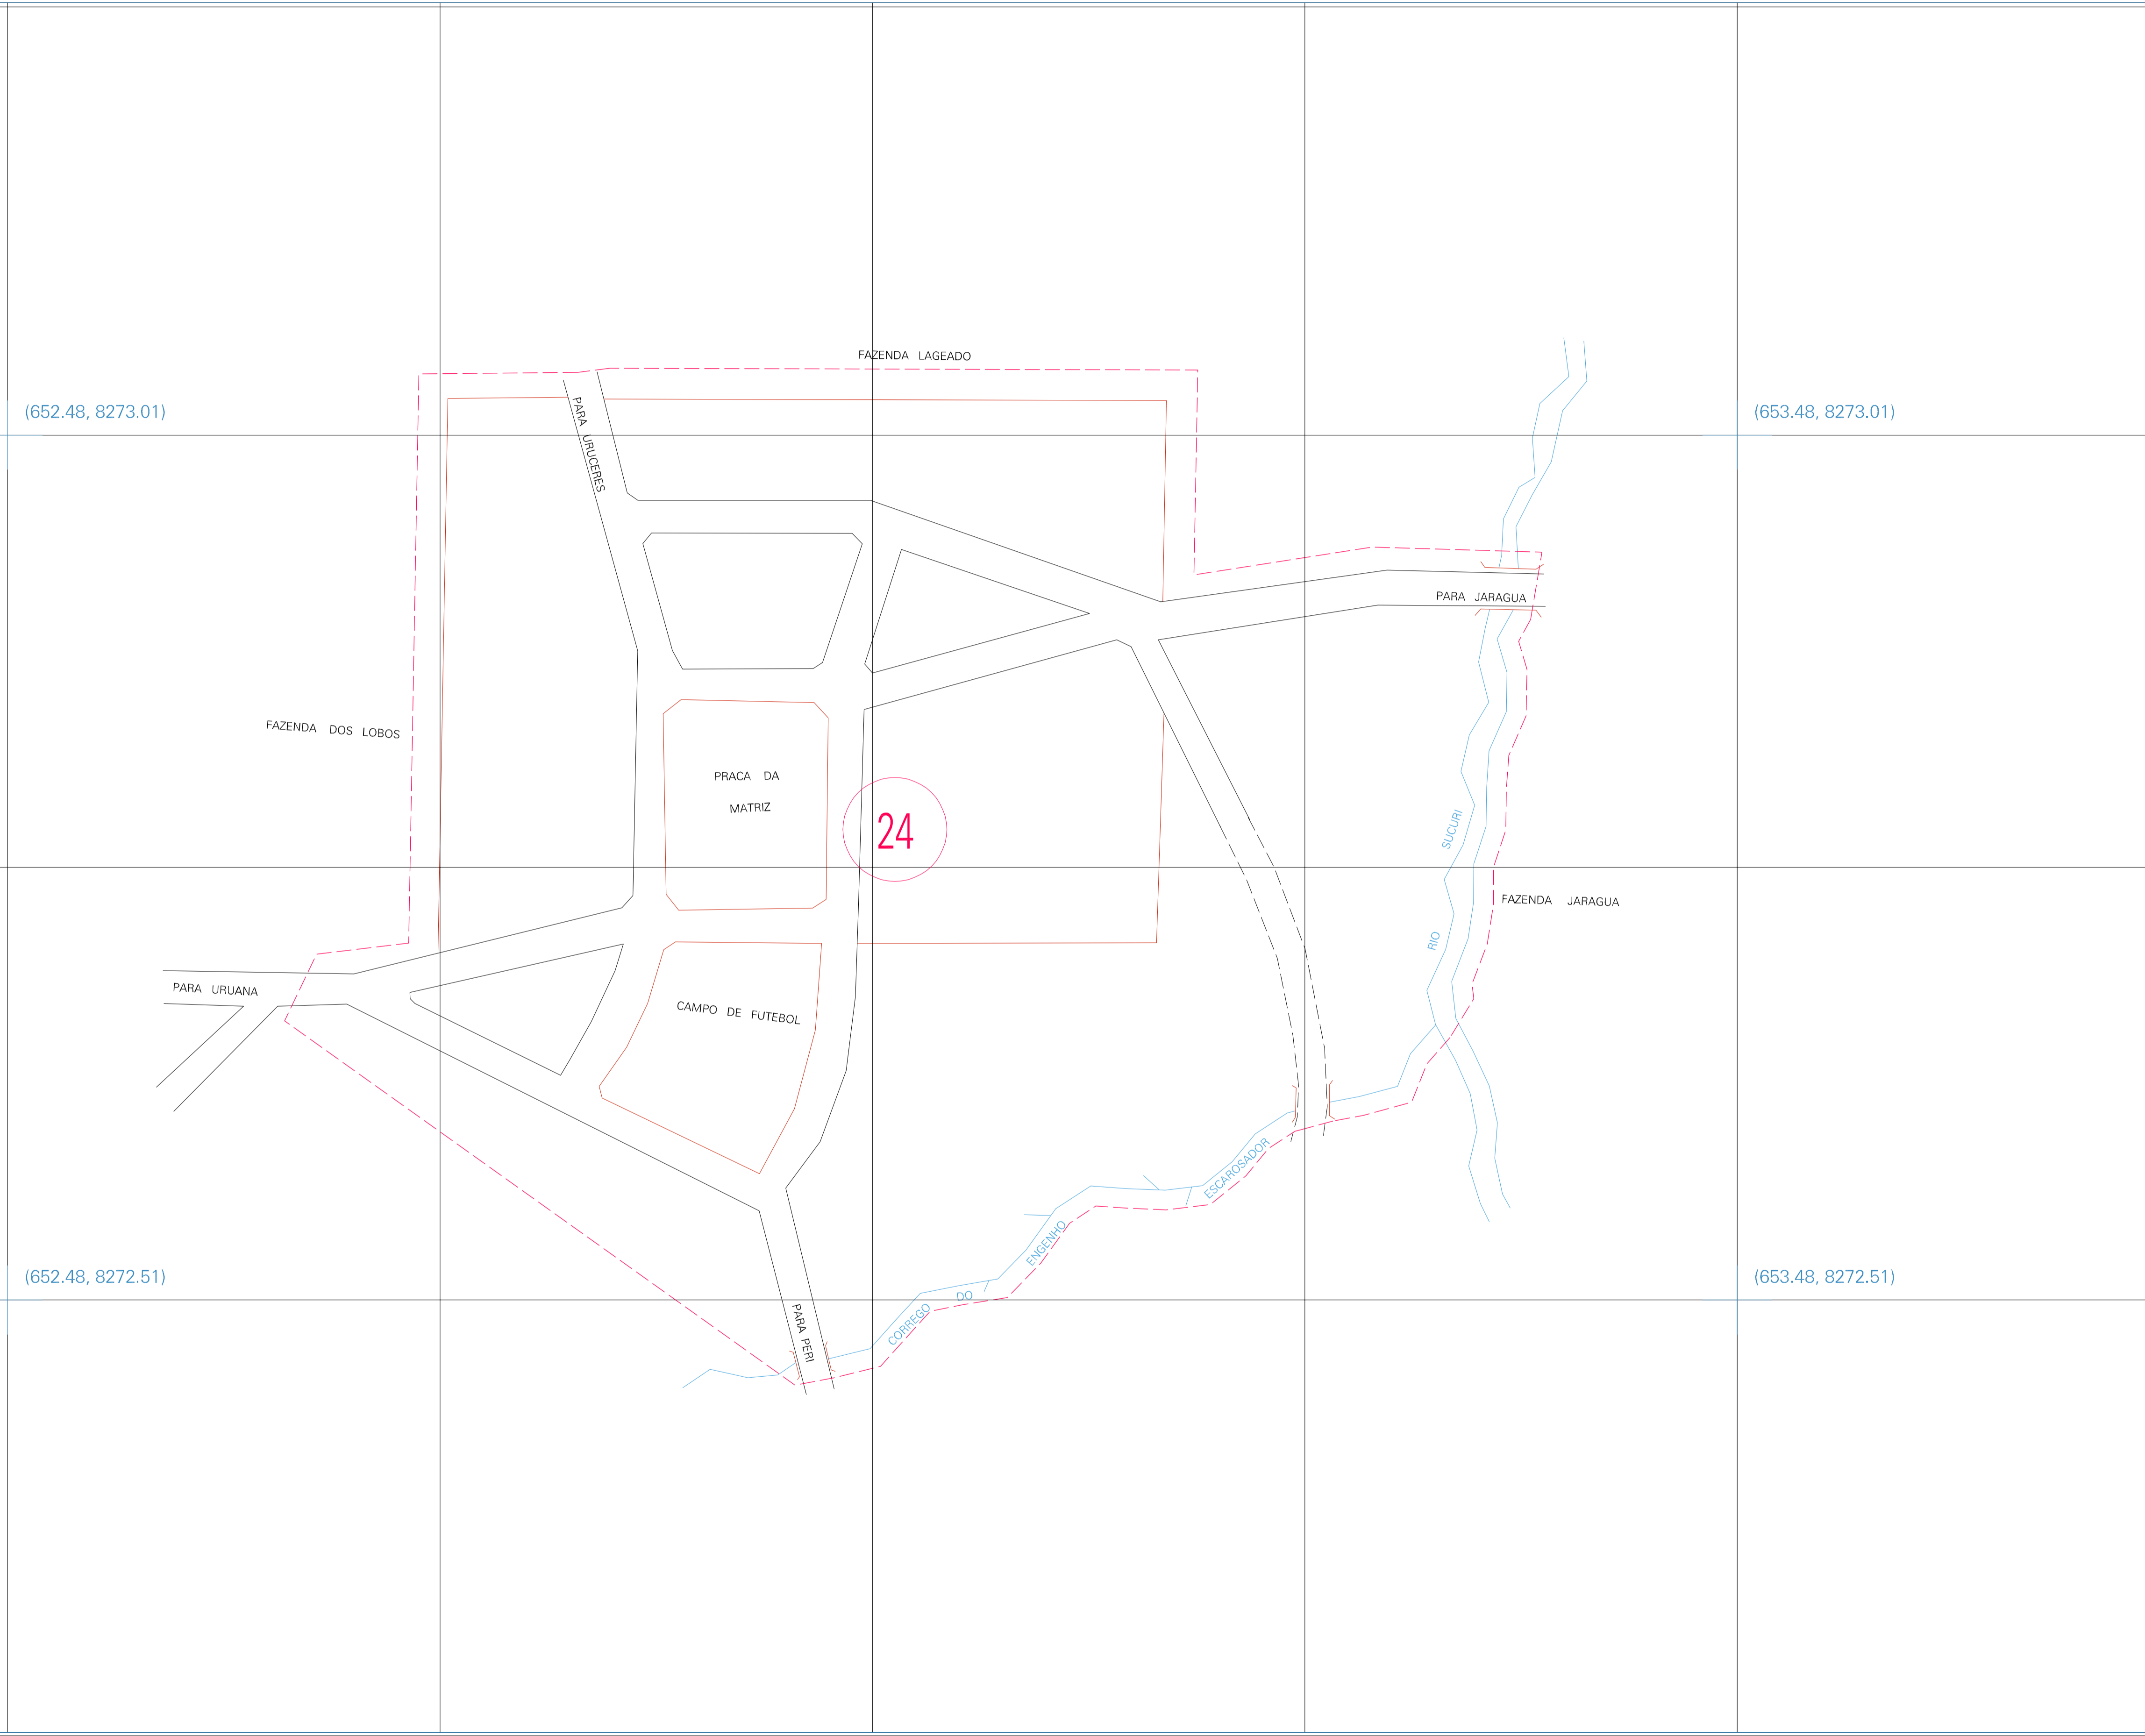 FAZENDA LAGEADO
(652.48, 8273.01)
(653.48, 8273.01)
PARA URUCERES
PARA JARAGUA
FAZENDA DOS LOBOS
PRACA DA
MATRIZ
24
RIO SUCURI
FAZENDA JARAGUA
PARA URUANA
CAMPO DE FUTEBOL
CORREGO DO ENGENHO ESCAROSADOR
(652.48, 8272.51)
(653.48, 8272.51)
PARA PERI